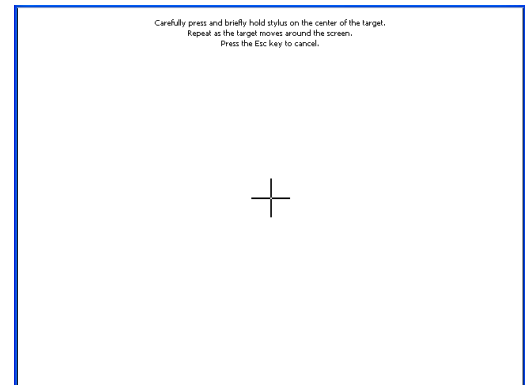 Carefully press and briefly hold stylus on the center of the target.
Repeat as the target moves around the screen.
Press the Esc key to cancel.